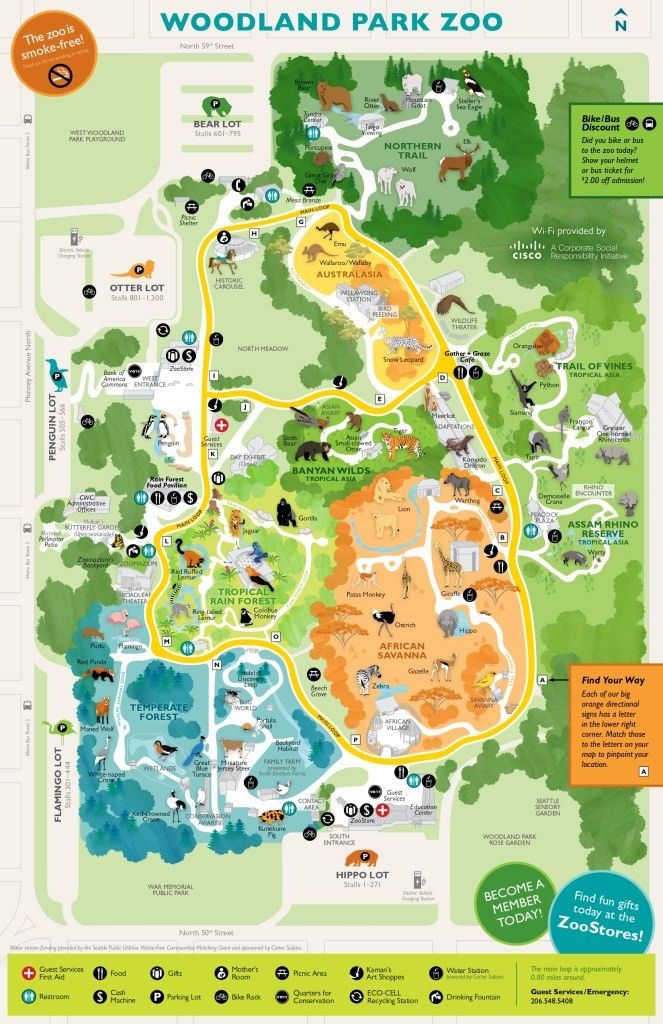 WOODLAND PARK ZOO
N
The zoo is
smoke-free!
North 59th Street
BEAR LOT
Stalls 601–795
WEST WOODLAND
PARK PLAYGROUND
Brown
Bear
River
Otter
Mountain
Goat
Steller's
Sea Eagle
Tundra
Center
Taiga
Viewing
Porcupine
NORTHERN
TRAIL
Elk
Great Gray
Owl
Wolf
Bike/Bus
Discount
Did you bike or bus
to the zoo today?
Show your helmet
or bus ticket for
$2.00 off admission!
Picnic
Shelter
Mesa Bronze
MAIN LOOP
H
G
Emu
Wallaroo/Wallaby
AUSTRALASIA
HISTORIC
CAROUSEL
WILLAWONG
STATION
BIRD
FEEDING
Snow Leopard
Wi-Fi provided by
CISCO
A Corporate Social
Responsibility Initiative
Electric Vehicle
Charging Station
OTTER LOT
Stalls 801–1,300
WILDLIFE
THEATER
NORTH MEADOW
Gather + Graze
Cafe
Orangutan
TRAIL OF VINES
TROPICAL ASIA
Python
Siamang
François'
Langur
Greater
One-horned
Rhinoceros
Tapir
Phinney Avenue North
PENGUIN LOT
Stalls 505–566
Bank of
America
Commons
WEST
ENTRANCE
ZooStore
I
J
E
D
Penguin
Guest
Services
K
DAY EXHIBIT
ASIAN
AVIARY
Sloth
Bear
Asian
Small-clawed
Otter
Tiger
BANYAN WILDS
TROPICAL ASIA
Meerkat
ADAPTATIONS
Komodo
Dragon
MAIN LOOP
Demoiselle
Crane
RHINO
ENCOUNTER
PEACOCK
PLAZA
ASSAM RHINO
RESERVE
TROPICAL ASIA
Warty
Pig
Rain Forest
Food Pavilion
CWC
Administrative
Offices
BUTTERFLY GARDEN
Pollinator
Patio
Zoomazium's
Backyard
ZOOMAZIUM
MAIN LOOP
L
Jaguar
Gorilla
Lion
Warthog
C
B
Red Ruffed
Lemur
TROPICAL
RAIN FOREST
Ring-tailed
Lemur
Colobus
Monkey
M
O
N
Patas Monkey
Giraffe
Ostrich
Hippo
AFRICAN
SAVANNA
Gazelle
Zebra
SAVANNA
AVIARY
AFRICAN
VILLAGE
A
P
MAIN LOOP
Beech
Grove
Find Your Way
Each of our big
orange directional
signs has a letter
in the lower right
corner. Match those
to the letters on your
map to pinpoint your
location.
A
Pudu
Flamingo
Red Panda
TEMPERATE
FOREST
Maned Wolf
White-naped
Crane
WETLANDS
Great
Blue
Turaco
Red-crowned
Crane
CONSERVATION
AVIARY
Discovery
Loop
BUG
WORLD
Partula
Snail
Backyard
Habitat
Miniature
Jersey Steer
FAMILY FARM
CONTACT
AREA
Kunekune
Pig
FLAMINGO LOT
Stalls 301–444
Guest
Services
Education
Center
ZooStore
SOUTH
ENTRANCE
HIPPO LOT
Stalls 1–271
Electric Vehicle
Charging Station
SEATTLE
SENSORY
GARDEN
WOODLAND PARK
ROSE GARDEN
WAR MEMORIAL
PUBLIC PARK
North 50th Street
BECOME A
MEMBER
TODAY!
Find fun gifts
today at the
ZooStores!
Water station funding provided by the Seattle Public Utilities Waste-Free Communities Matching Grant and sponsored by Carter Subaru.
Guest Services
First Aid
Food
Gifts
Mother's
Room
Picnic Area
Kaman's
Art Shoppes
Water Station
sponsored by Carter Subaru
Restroom
Cash
Machine
Parking Lot
Bike Rack
Quarters for
Conservation
ECO-CELL
Recycling Station
Drinking Fountain
The main loop is approximately
0.80 miles around.
Guest Services/Emergency:
206.548.5408